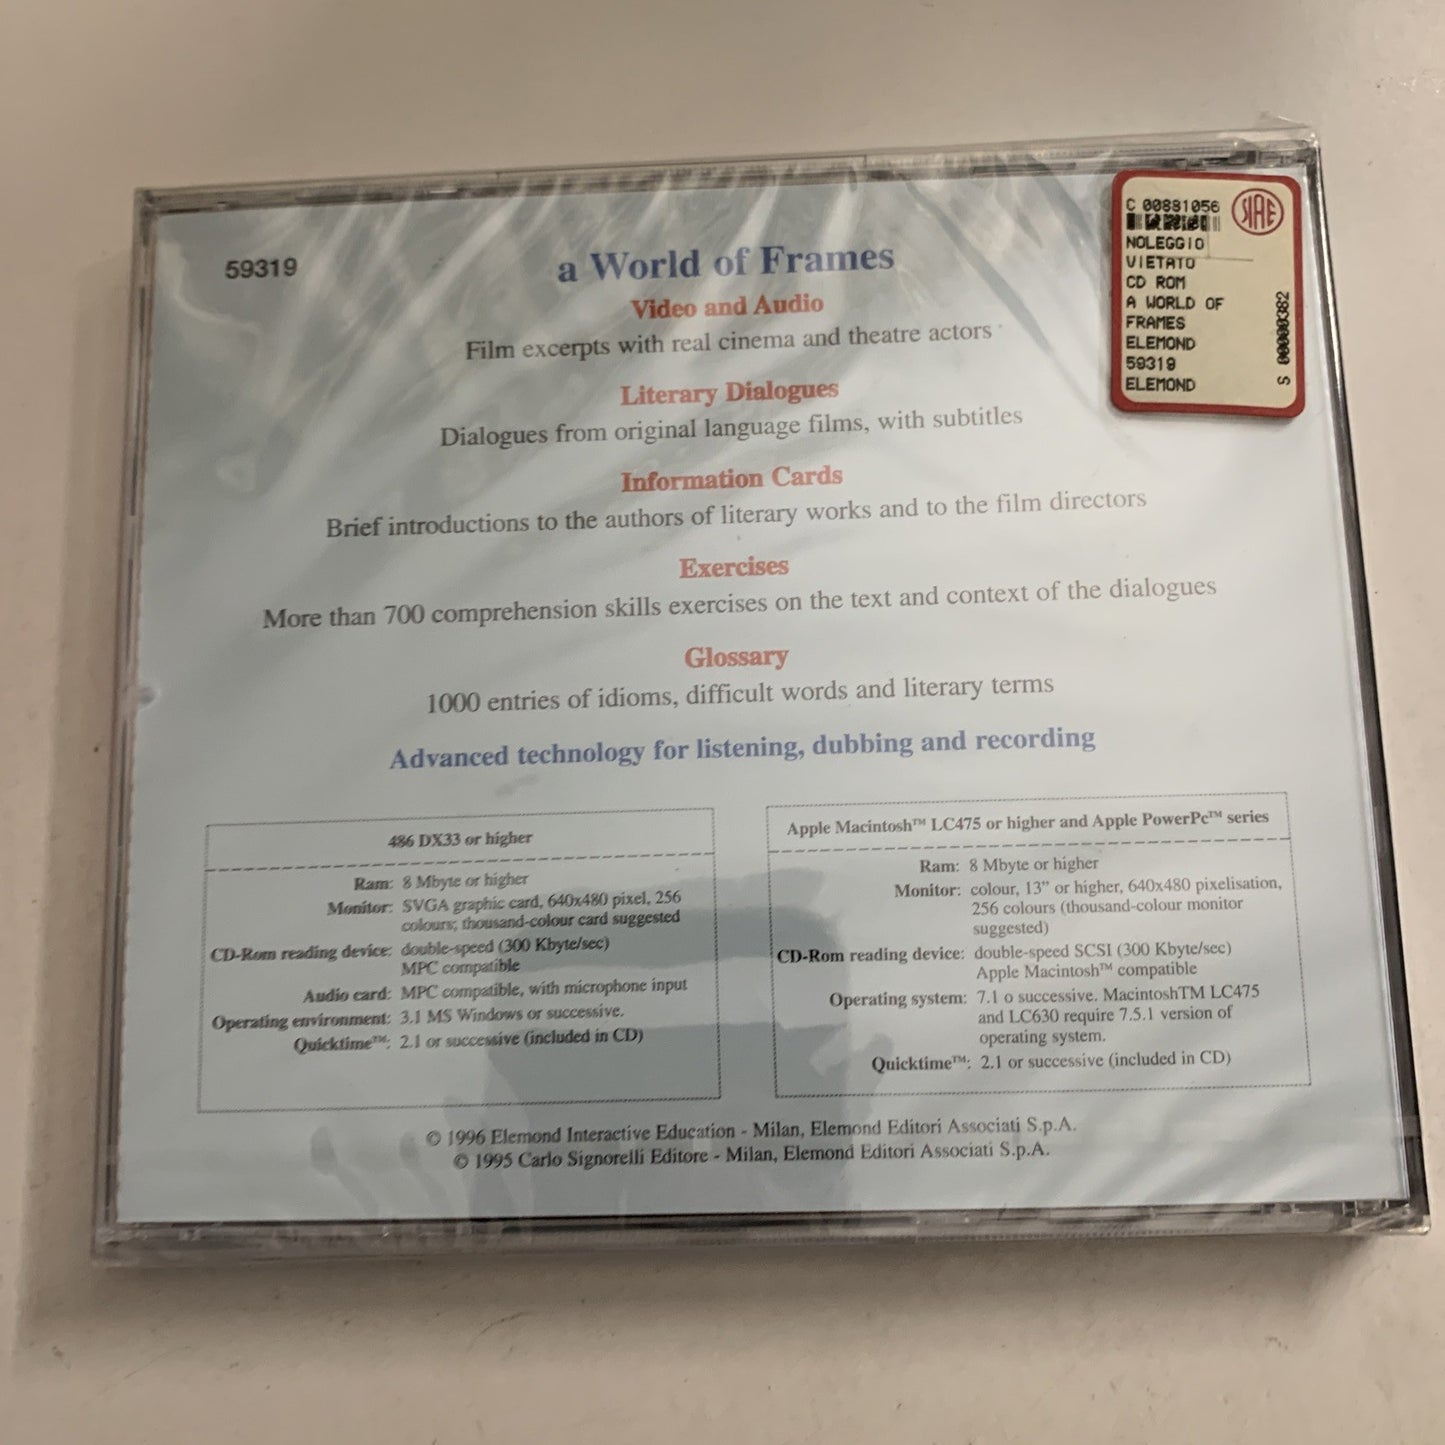 59319
a World of Frames
Video and Audio
Film excerpts with real cinema and theatre actors
Literary Dialogues
Dialogues from original language films, with subtitles
Information Cards
Brief introductions to the authors of literary works and to the film directors
Exercises
More than 700 comprehension skills exercises on the text and context of the dialogues
Glossary
1000 entries of idioms, difficult words and literary terms
Advanced technology for listening, dubbing and recording
C 00881056
SIAE
NOLEGGIO
VIETATO
CD ROM
A WORLD OF
FRAMES
ELEMOND
59319
ELEMOND
S 00000382
486 DX33 or higher
Ram: 8 Mbyte or higher
Monitor: SVGA graphic card, 640x480 pixel, 256
colours; thousand-colour card suggested
CD-Rom reading device: double-speed (300 Kbyte/sec)
MPC compatible
Audio card: MPC compatible, with microphone input
Operating environment: 3.1 MS Windows or successive.
Quicktime™: 2.1 or successive (included in CD)
Apple Macintosh™ LC475 or higher and Apple PowerPc™ series
Ram: 8 Mbyte or higher
Monitor: colour, 13” or higher, 640x480 pixelisation,
256 colours (thousand-colour monitor
suggested)
CD-Rom reading device: double-speed SCSI (300 Kbyte/sec)
Apple Macintosh™ compatible
Operating system: 7.1 o successive. MacintoshTM LC475
and LC630 require 7.5.1 version of
operating system.
Quicktime™: 2.1 or successive (included in CD)
© 1996 Elemond Interactive Education - Milan, Elemond Editori Associati S.p.A.
© 1995 Carlo Signorelli Editore - Milan, Elemond Editori Associati S.p.A.